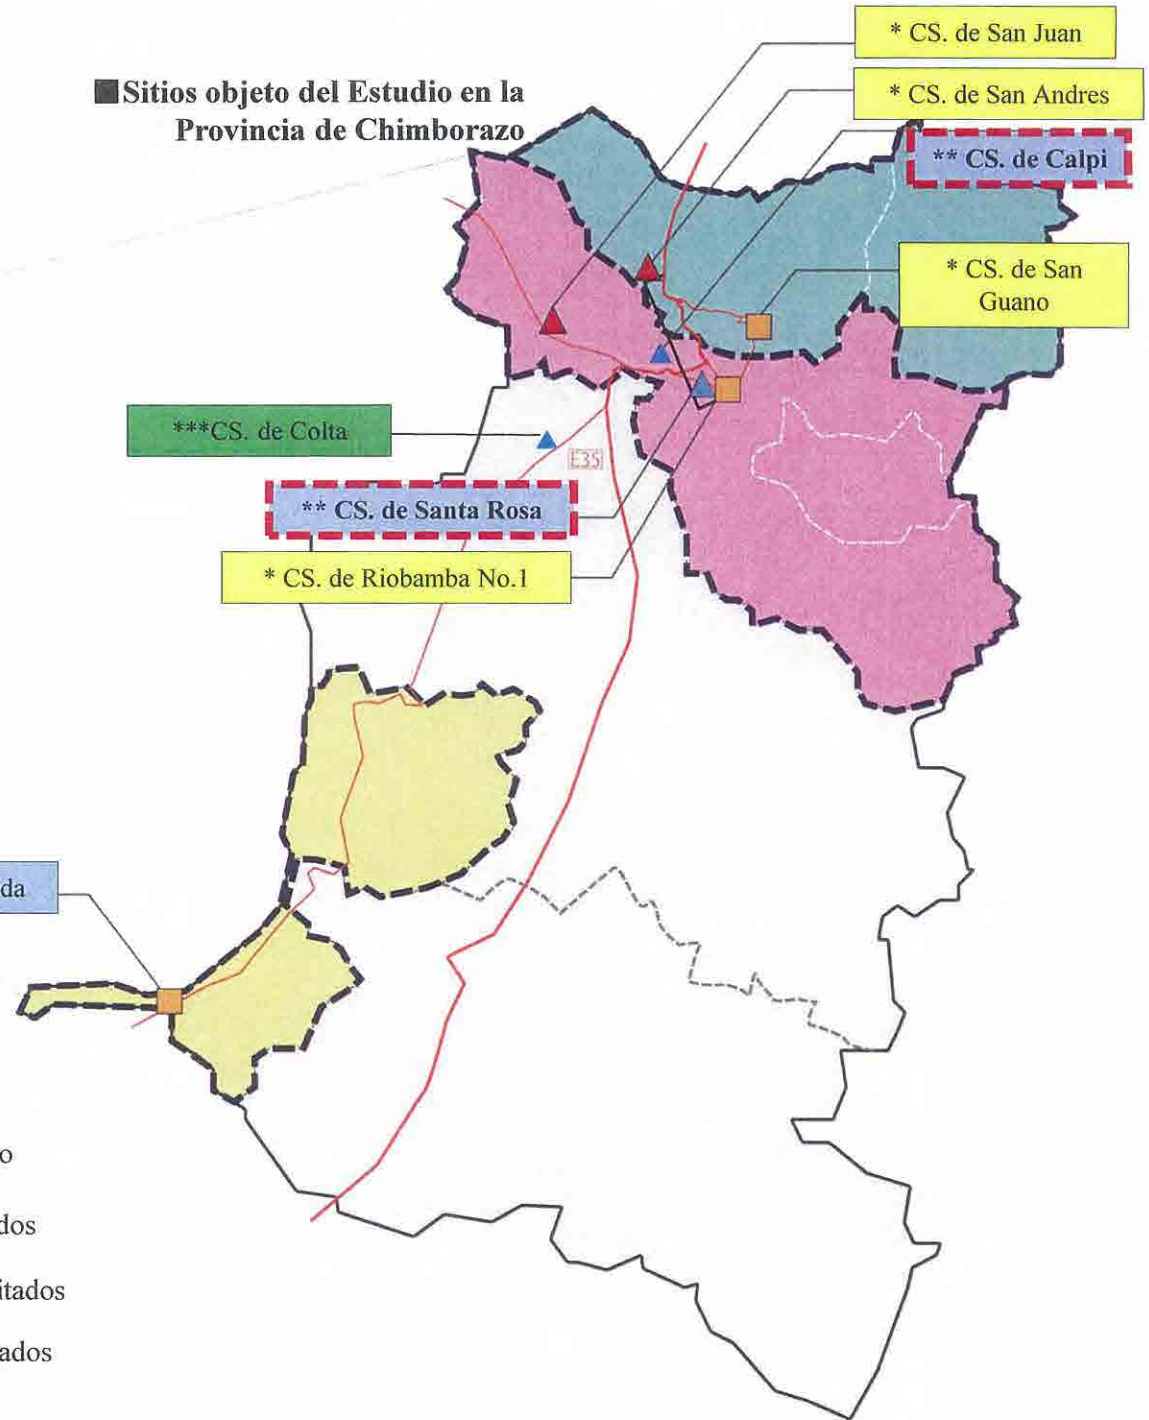 * CS. de San Juan
■Sitios objeto del Estudio en la
Provincia de Chimborazo
* CS. de San Andres
** CS. de Calpi
* CS. de San
Guano
***CS. de Colta
E35
** CS. de Santa Rosa
* CS. de Riobamba No.1
da
o
dos
itados
ados